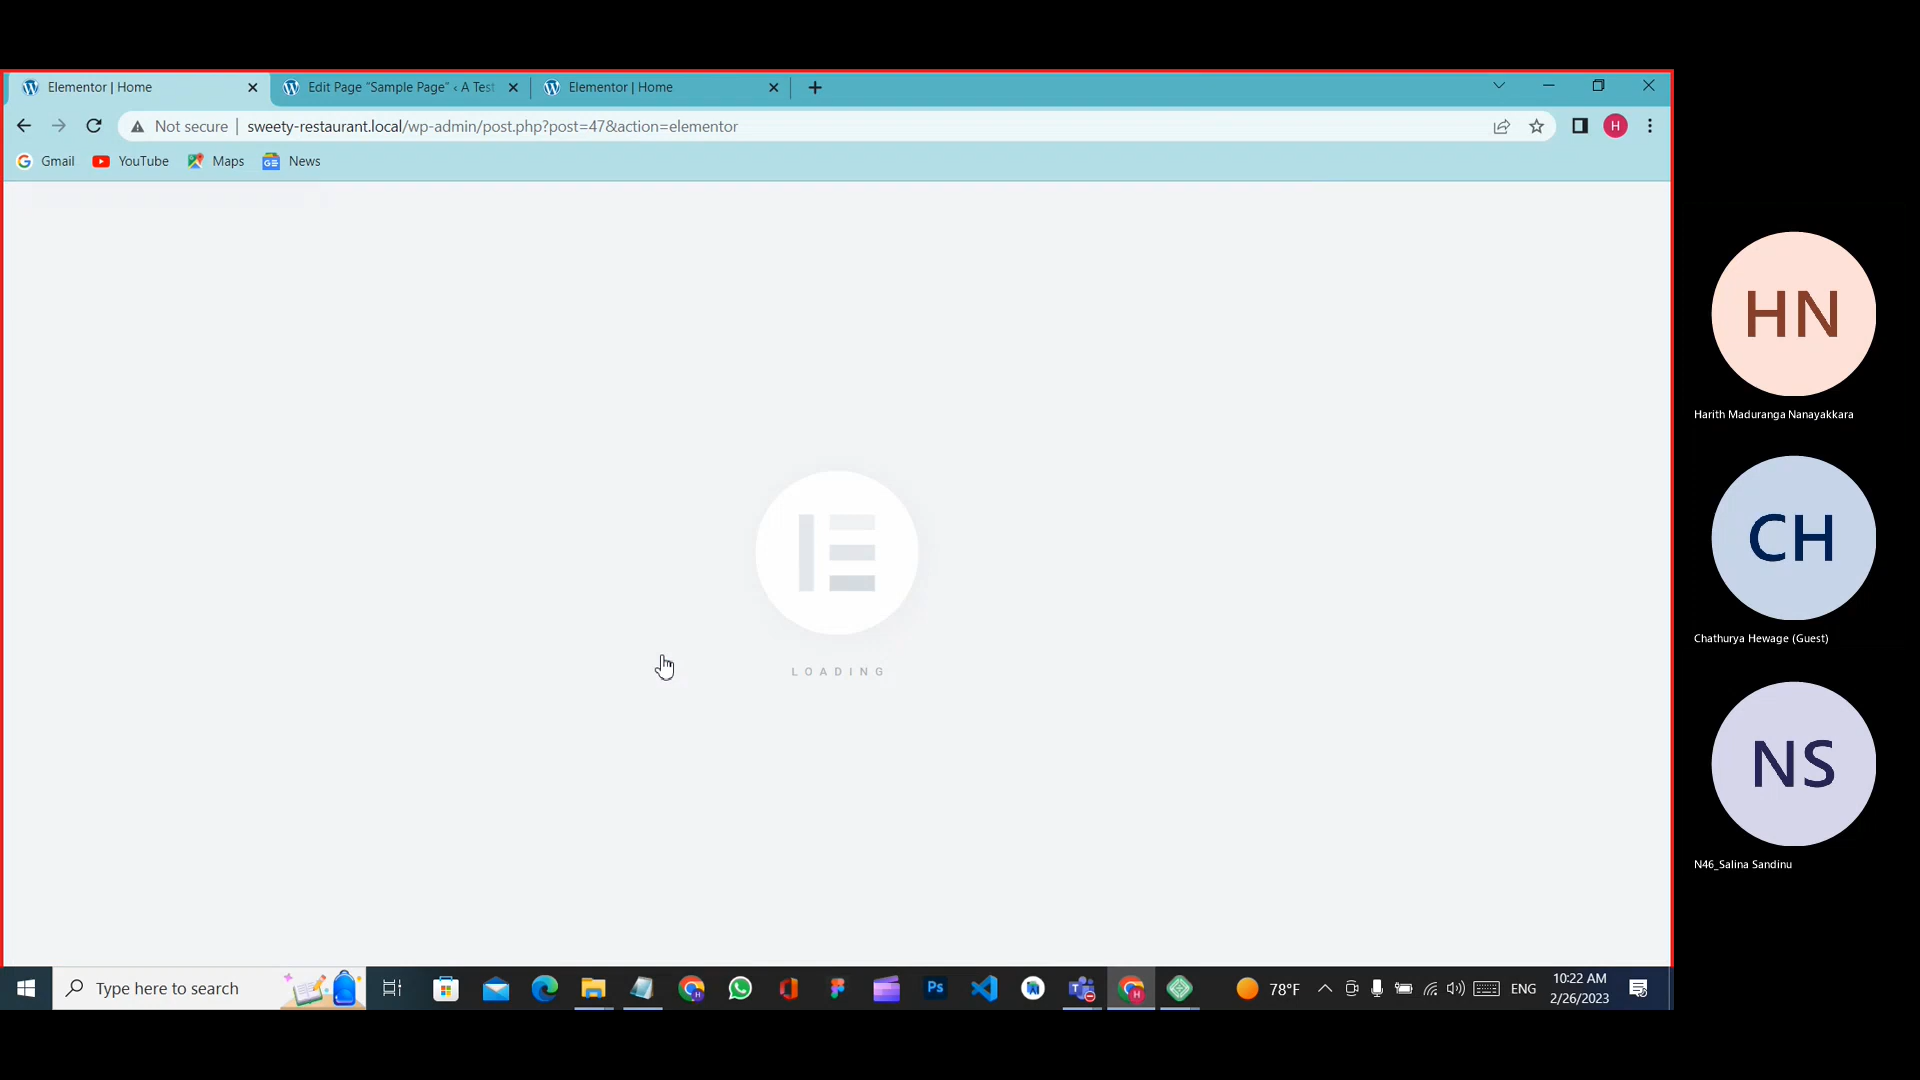 Elementor | Home
Edit Page "Sample Page" ‹ A Test
Elementor | Home
Not secure
sweety-restaurant.local/wp-admin/post.php?post=47&action=elementor
H
Gmail
YouTube
Maps
News
LOADING
HN
Harith Maduranga Nanayakkara
CH
Chathurya Hewage (Guest)
NS
N46_Salina Sandinu
Type here to search
Ps
78°F
ENG
10:22 AM
2/26/2023